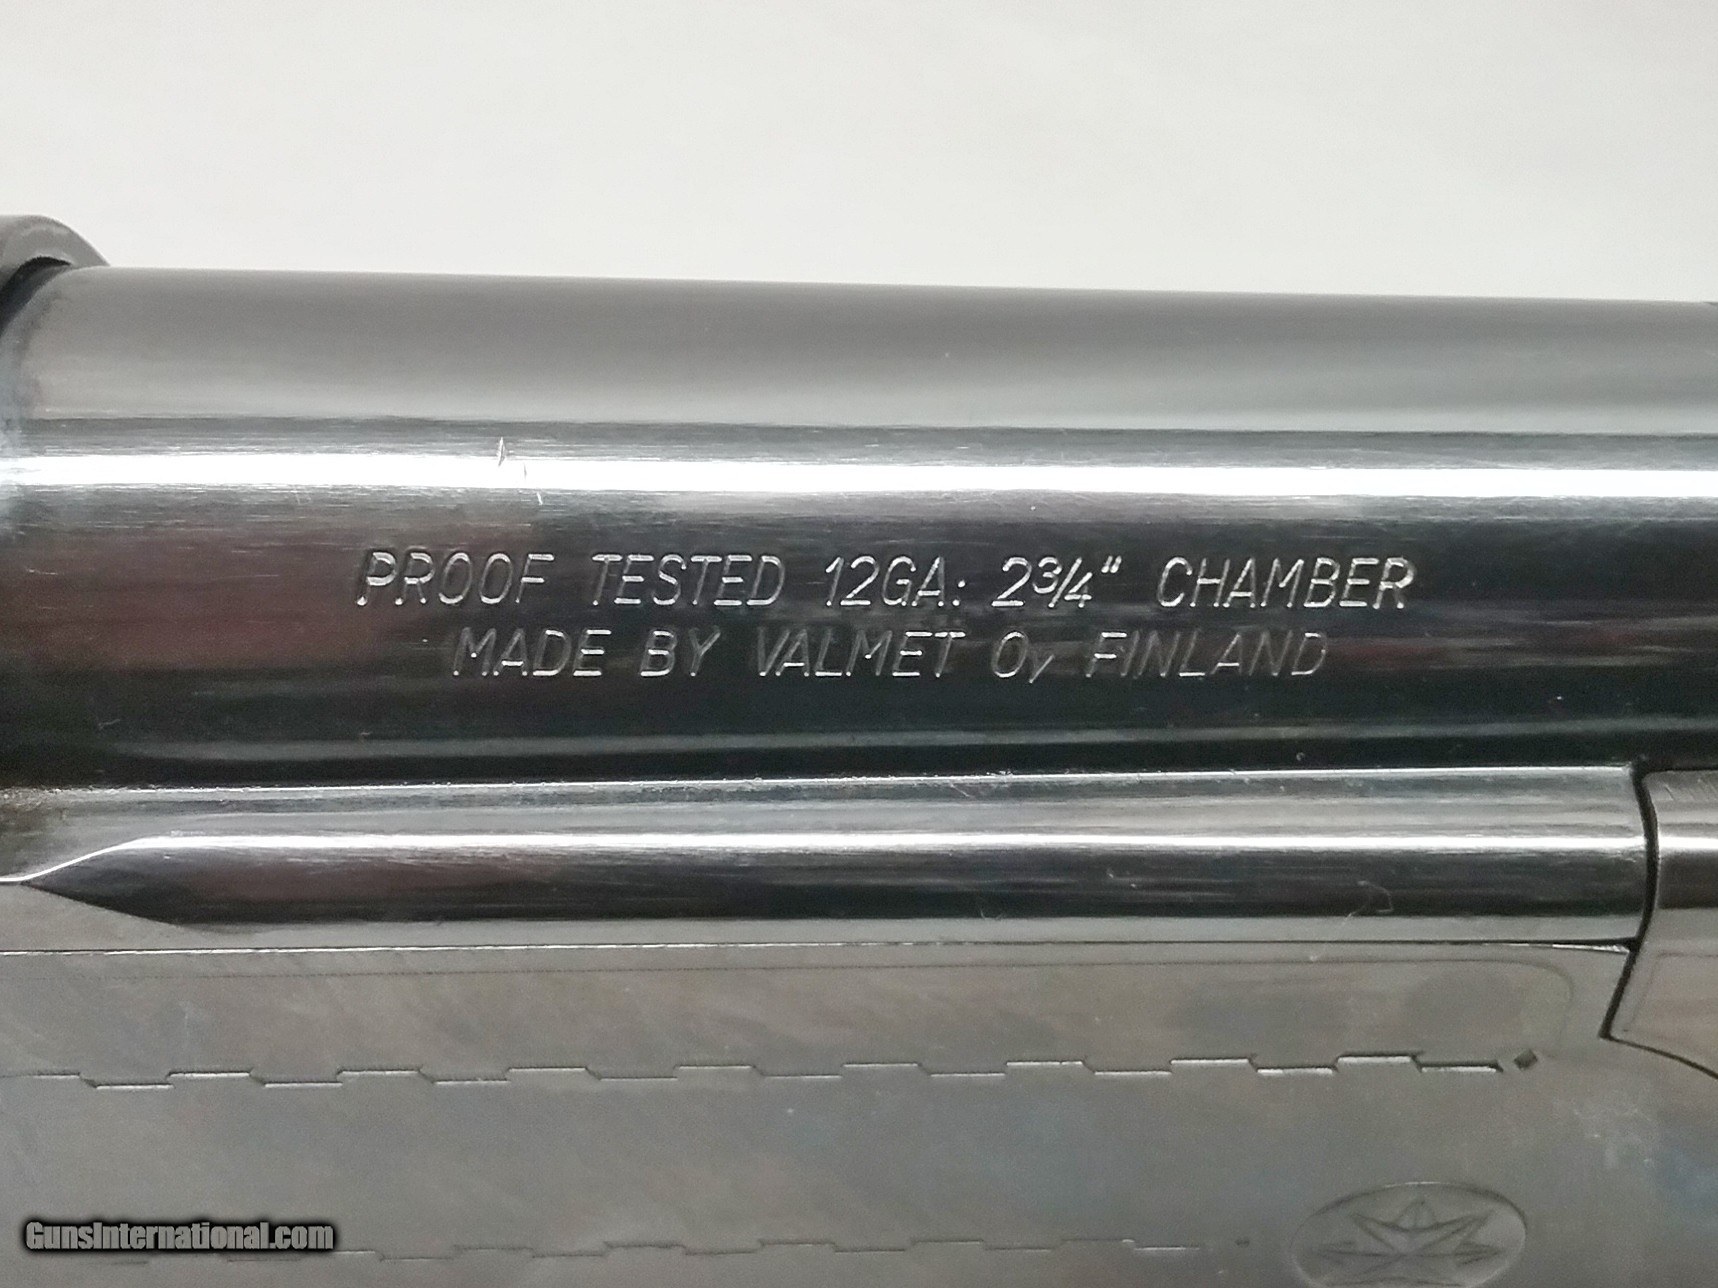 PROOF TESTED 12GA: 2¾" CHAMBER
MADE BY VALMET Oy FINLAND
GunsInternational.com